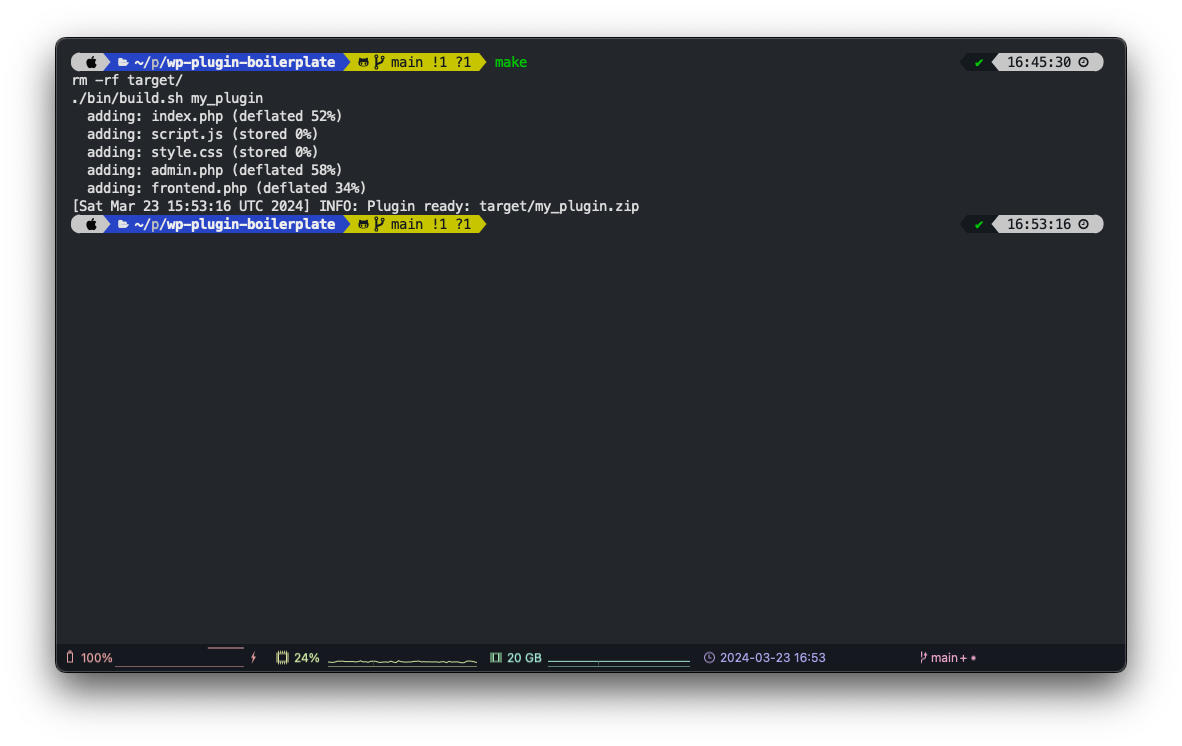 ~/p/wp-plugin-boilerplate main !1 ?1 make ✔ 16:45:30
rm -rf target/
./bin/build.sh my_plugin
  adding: index.php (deflated 52%)
  adding: script.js (stored 0%)
  adding: style.css (stored 0%)
  adding: admin.php (deflated 58%)
  adding: frontend.php (deflated 34%)
[Sat Mar 23 15:53:16 UTC 2024] INFO: Plugin ready: target/my_plugin.zip
~/p/wp-plugin-boilerplate main !1 ?1 ✔ 16:53:16
100% 24% 20 GB 2024-03-23 16:53 main+•